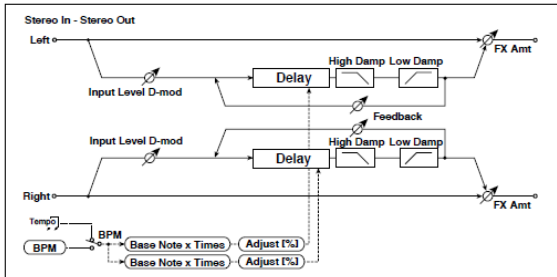 Stereo In - Stereo Out
Left
FX Amt
High Damp Low Damp
Delay
Input Level D-mod
Feedback
Input Level D-mod
High Damp Low Damp
Delay
Right
FX Amt
Tempo
BPM
BPM
Base Note x Times Adjust [%]
Base Note x Times Adjust [%]